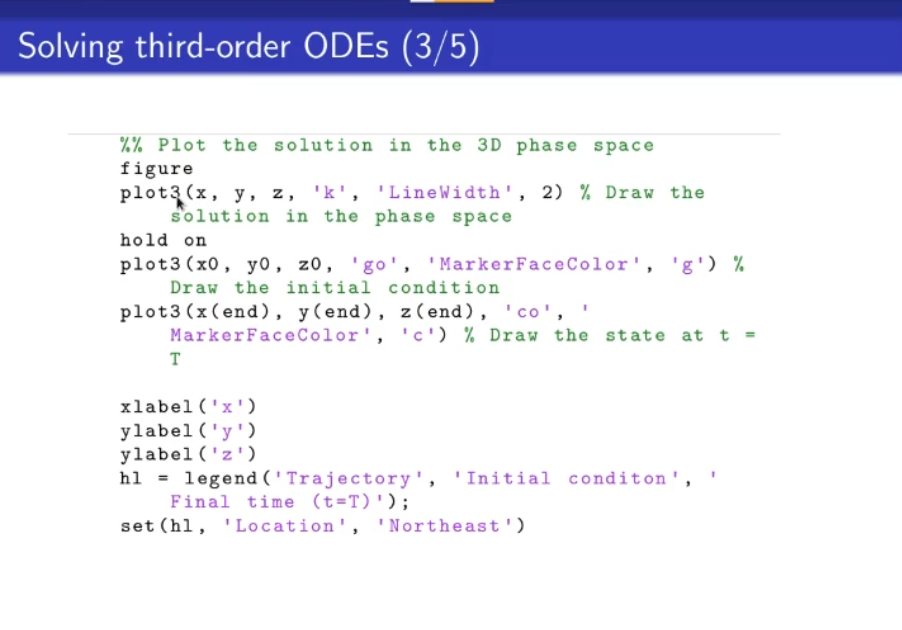 Solving third-order ODEs (3/5)
%% Plot the solution in the 3D phase space
figure
plot3(x, y, z, 'k', 'LineWidth', 2) % Draw the
solution in the phase space
hold on
plot3(x0, y0, z0, 'go', 'MarkerFaceColor', 'g') %
Draw the initial condition
plot3(x(end), y(end), z(end), 'co', '
MarkerFaceColor', 'c') % Draw the state at t =
T
xlabel('x')
ylabel('y')
ylabel('z')
hl = legend('Trajectory', 'Initial conditon', '
Final time (t=T)');
set(hl, 'Location', 'Northeast')